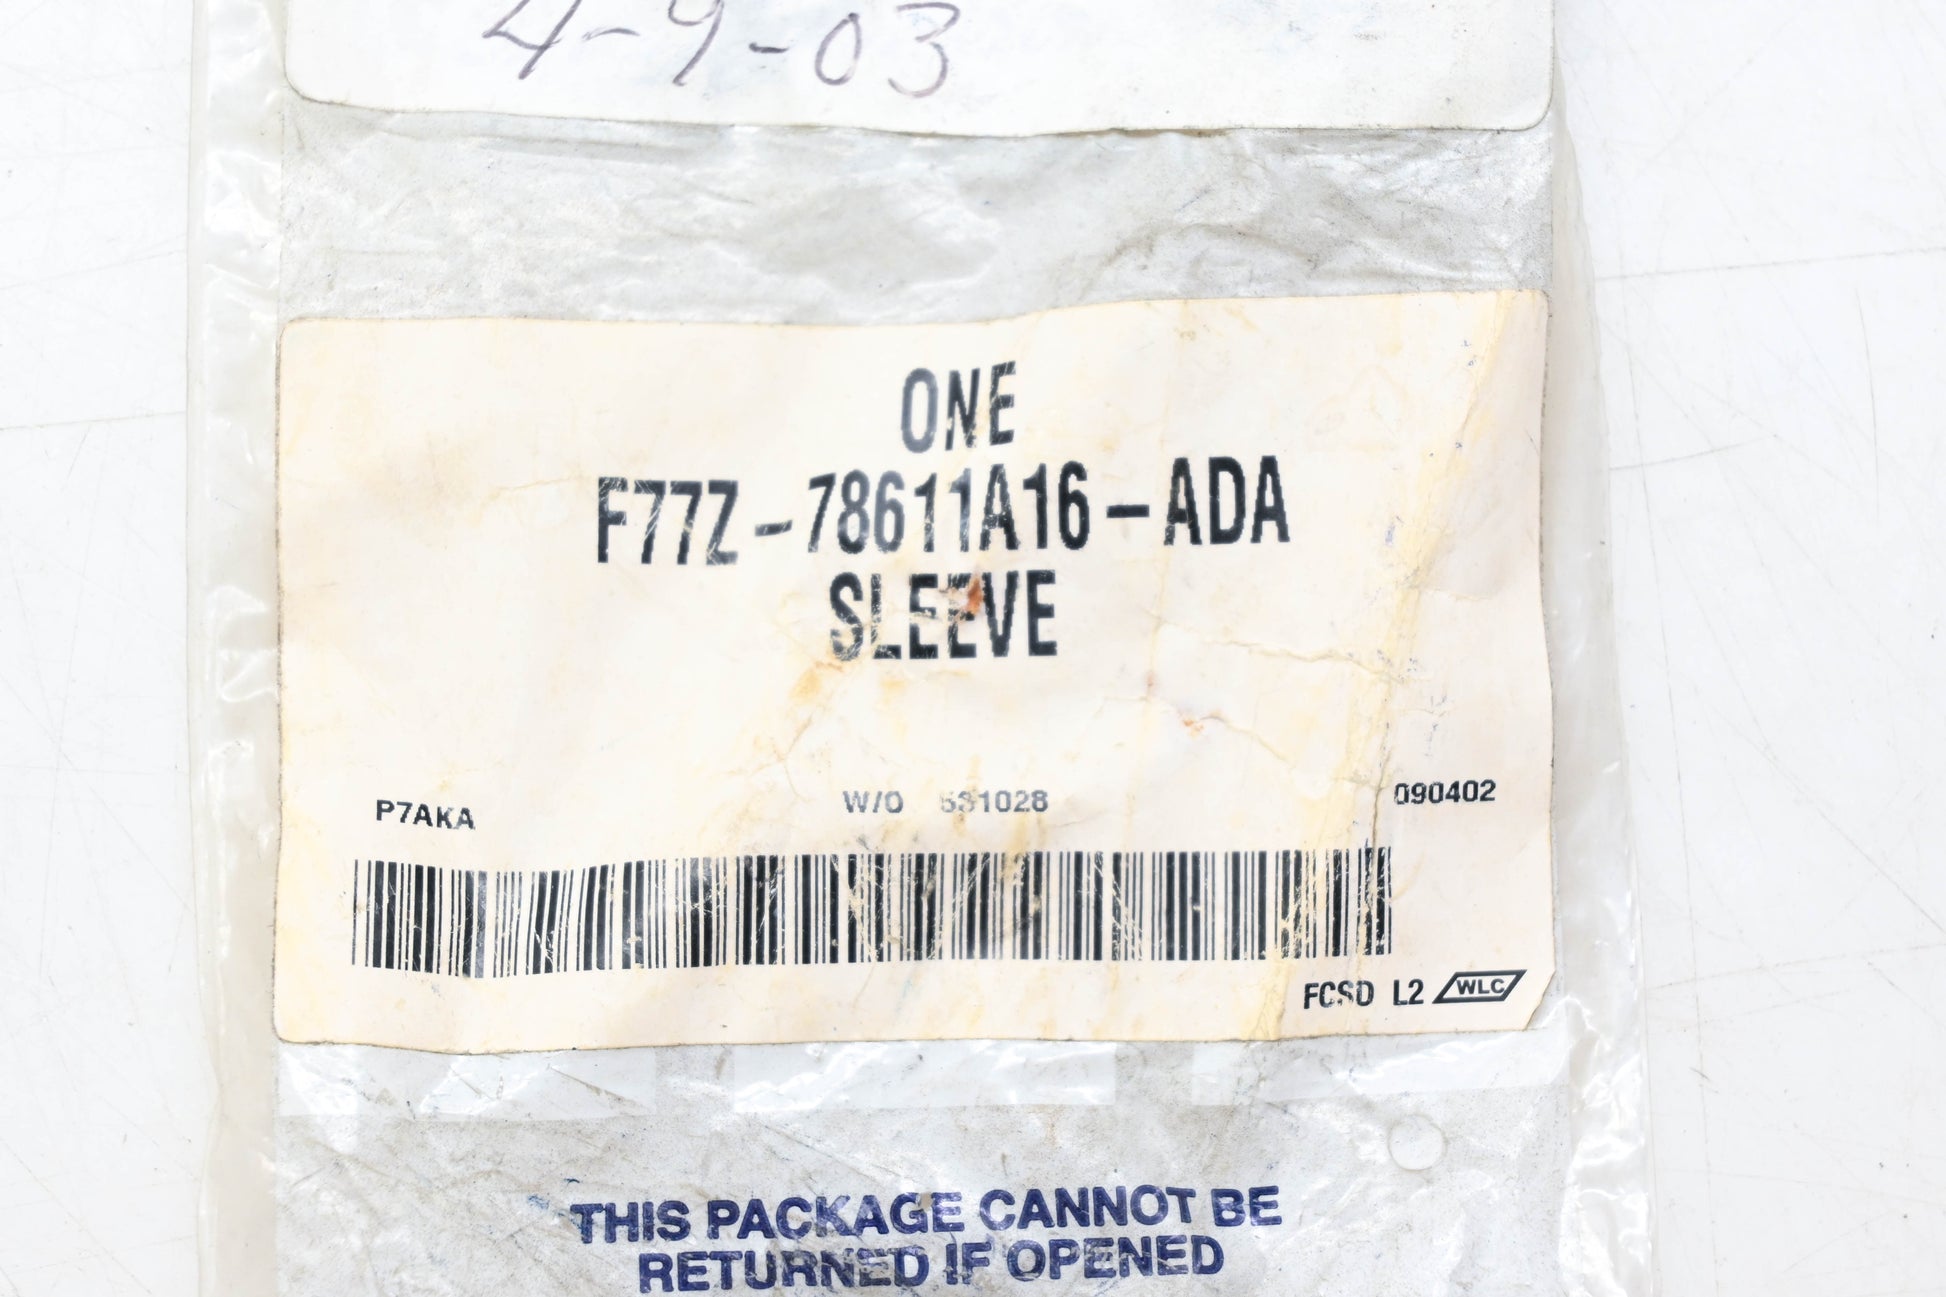 4-9-03
ONE
F77Z-78611A16-ADA
SLEEVE
P7AKA W/O 531028 090402
FCSD L2 WLC
THIS PACKAGE CANNOT BE
RETURNED IF OPENED